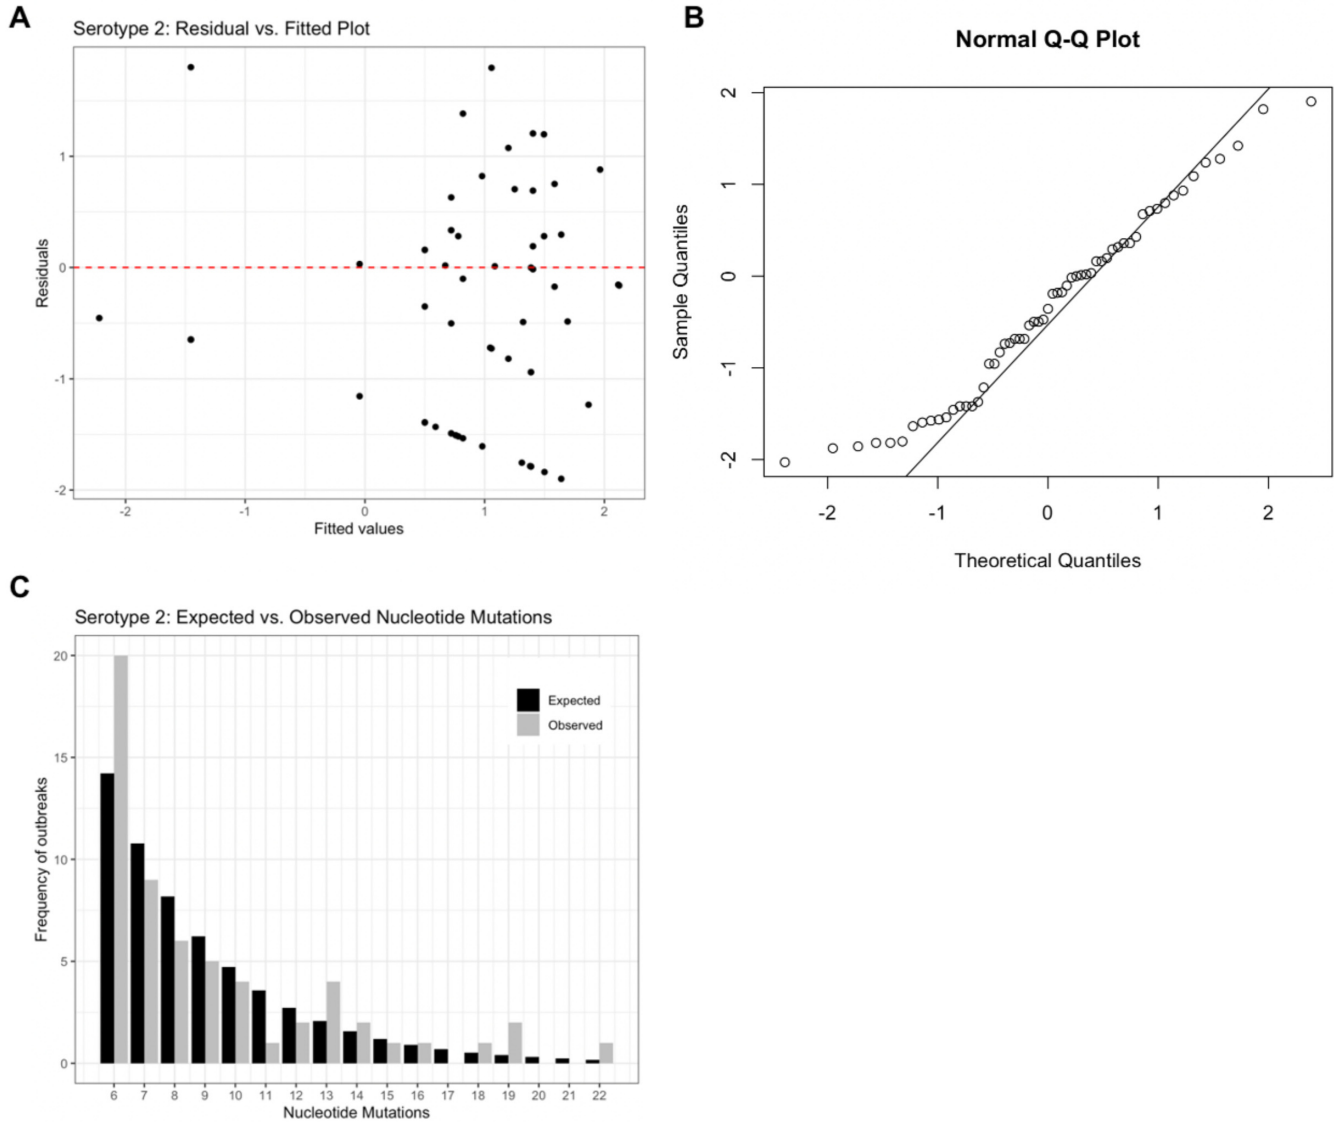 A
Serotype 2: Residual vs. Fitted Plot
1
0
-1
-2
Residuals
-2 -1 0 1 2
Fitted values
B
Normal Q-Q Plot
2
1
0
-1
-2
Sample Quantiles
-2 -1 0 1 2
Theoretical Quantiles
C
Serotype 2: Expected vs. Observed Nucleotide Mutations
20
15
10
5
0
Frequency of outbreaks
Expected
Observed
6 7 8 9 10 11 12 13 14 15 16 17 18 19 20 21 22
Nucleotide Mutations